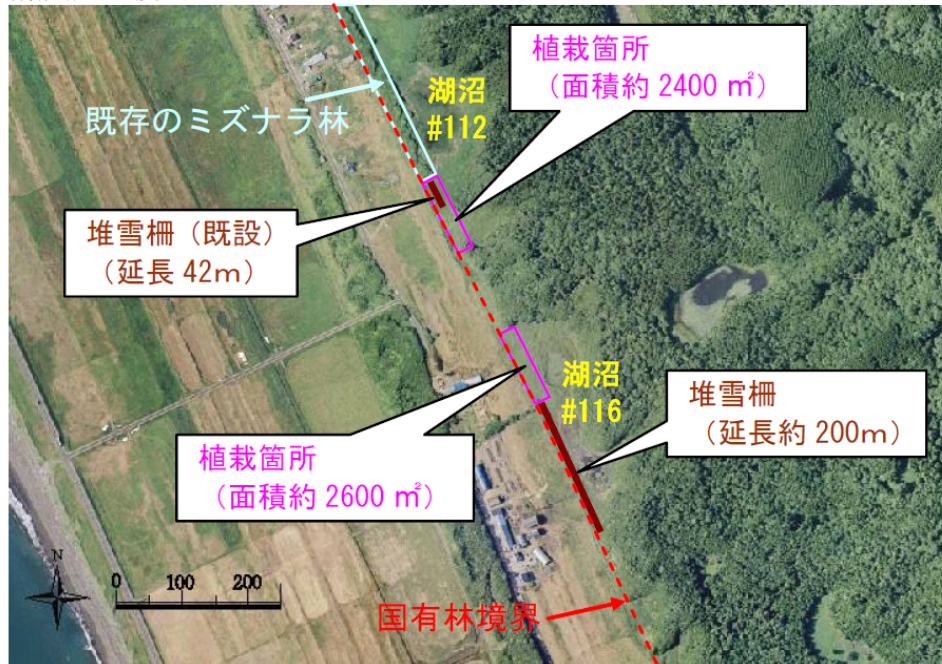 植栽箇所
（面積約 2400 ㎡）
湖沼
#112
既存のミズナラ林
堆雪柵（既設）
（延長 42m）
湖沼
#116
堆雪柵
（延長約 200m）
植栽箇所
（面積約 2600 ㎡）
N
0 100 200
国有林境界